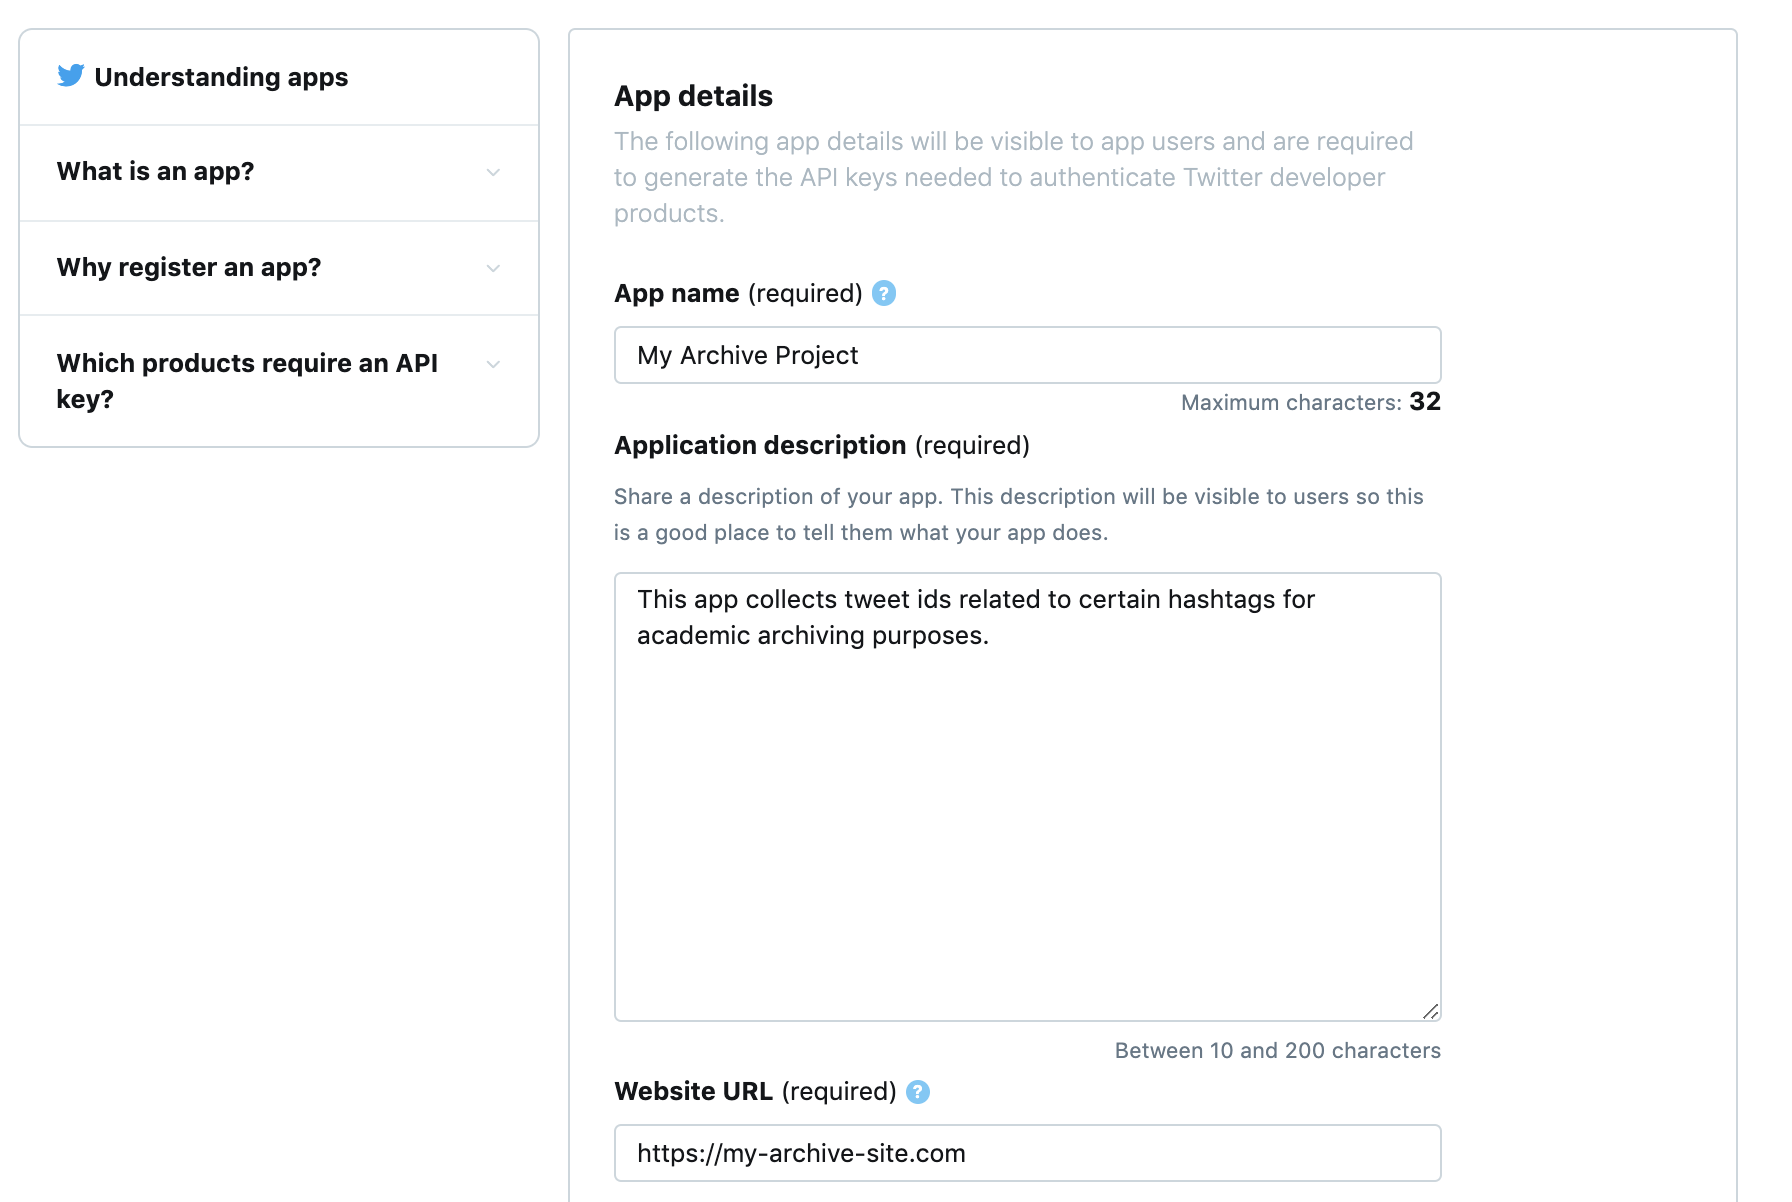 Understanding apps
What is an app?
Why register an app?
Which products require an API
key?
App details
The following app details will be visible to app users and are required
to generate the API keys needed to authenticate Twitter developer
products.
App name (required) ?
My Archive Project
Maximum characters: 32
Application description (required)
Share a description of your app. This description will be visible to users so this
is a good place to tell them what your app does.
This app collects tweet ids related to certain hashtags for
academic archiving purposes.
Between 10 and 200 characters
Website URL (required) ?
https://my-archive-site.com